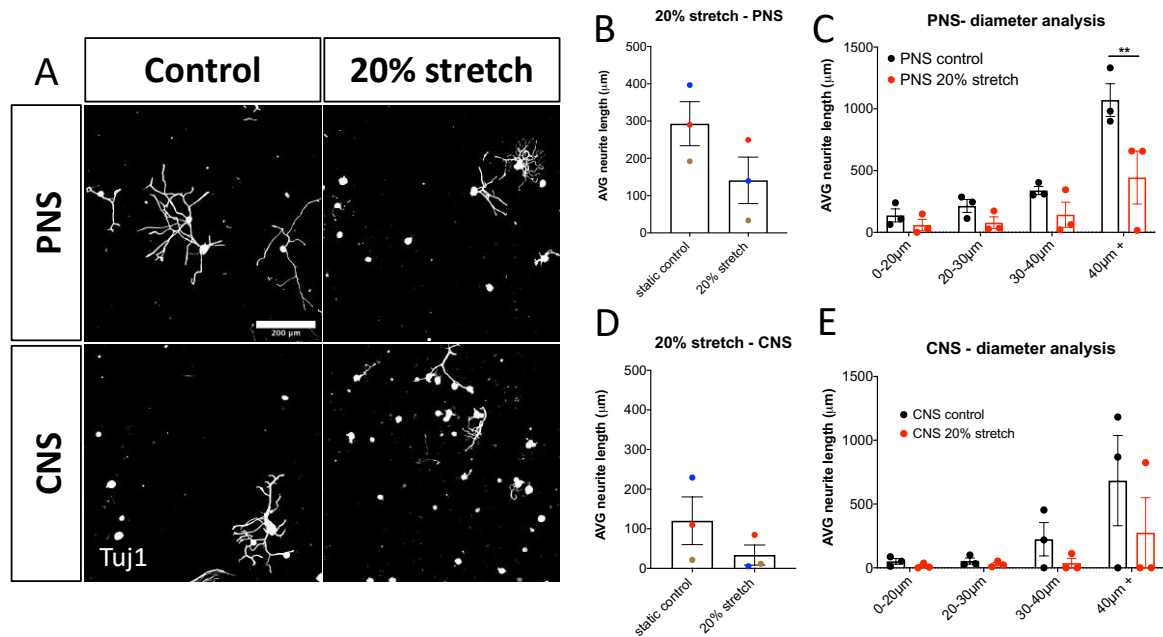 A
Control
20% stretch
PNS
CNS
200 µm
Tuj1
B
20% stretch - PNS
AVG neurite length (µm)
500
400
300
200
100
0
static control
20% stretch
C
PNS- diameter analysis
AVG neurite length (µm)
1500
1000
500
0
PNS control
PNS 20% stretch
**
0-20µm
20-30µm
30-40µm
40µm +
D
20% stretch - CNS
AVG neurite length (µm)
500
400
300
200
100
0
static control
20% stretch
E
CNS - diameter analysis
AVG neurite length (µm)
1500
1000
500
0
CNS control
CNS 20% stretch
0-20µm
20-30µm
30-40µm
40µm +